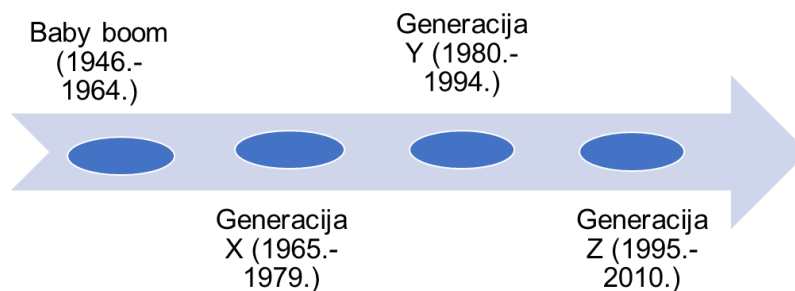 Baby boom
(1946.-
1964.)
Generacija
X (1965.-
1979.)
Generacija
Y (1980.-
1994.)
Generacija
Z (1995.-
2010.)